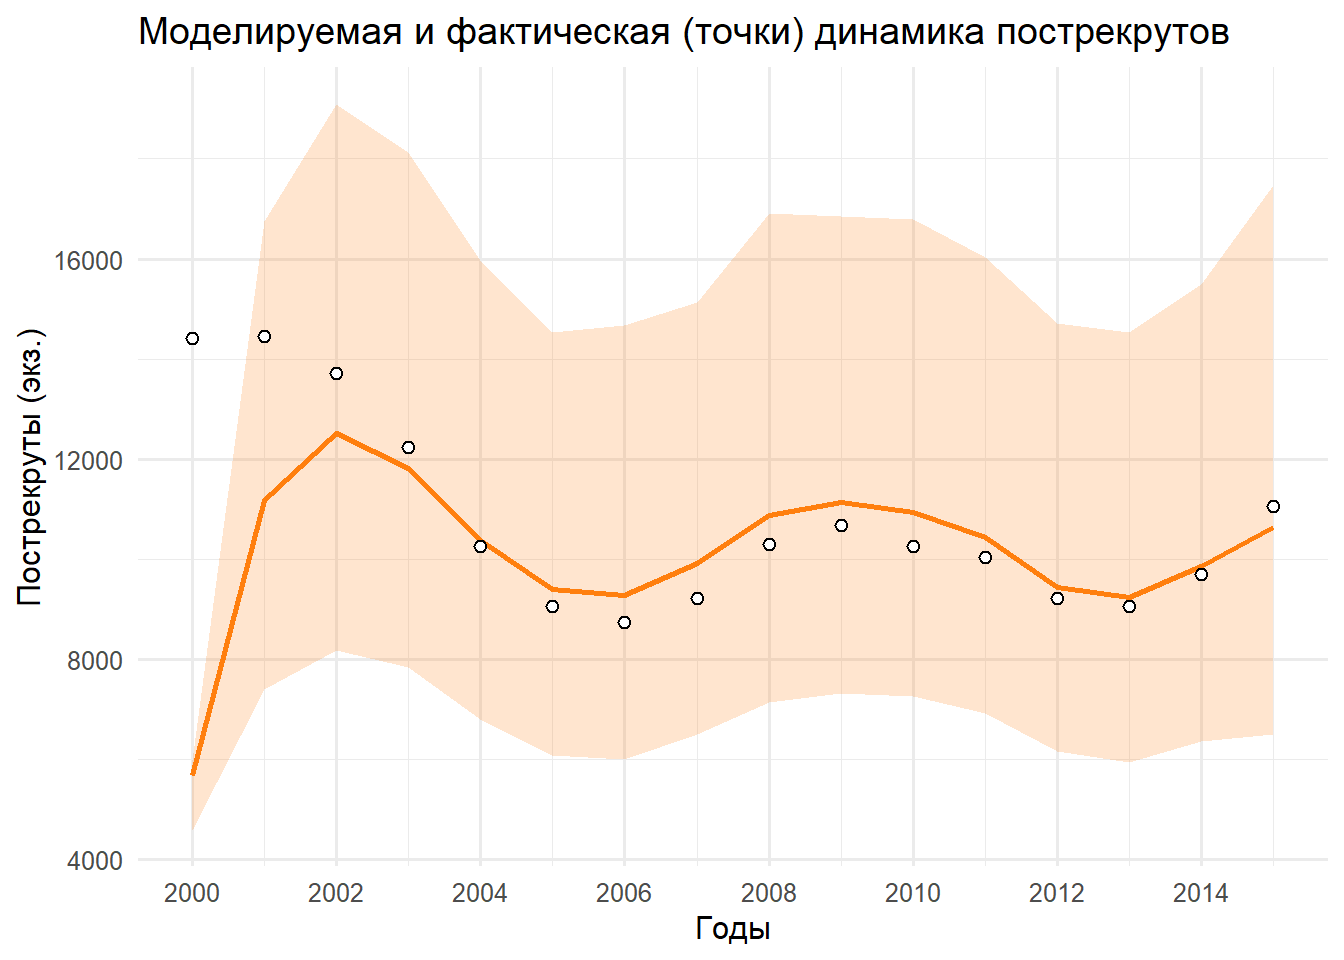 Моделируемая и фактическая (точки) динамика пострекрутов
Пострекруты (экз.)
16000
12000
8000
4000
2000 2002 2004 2006 2008 2010 2012 2014
Годы